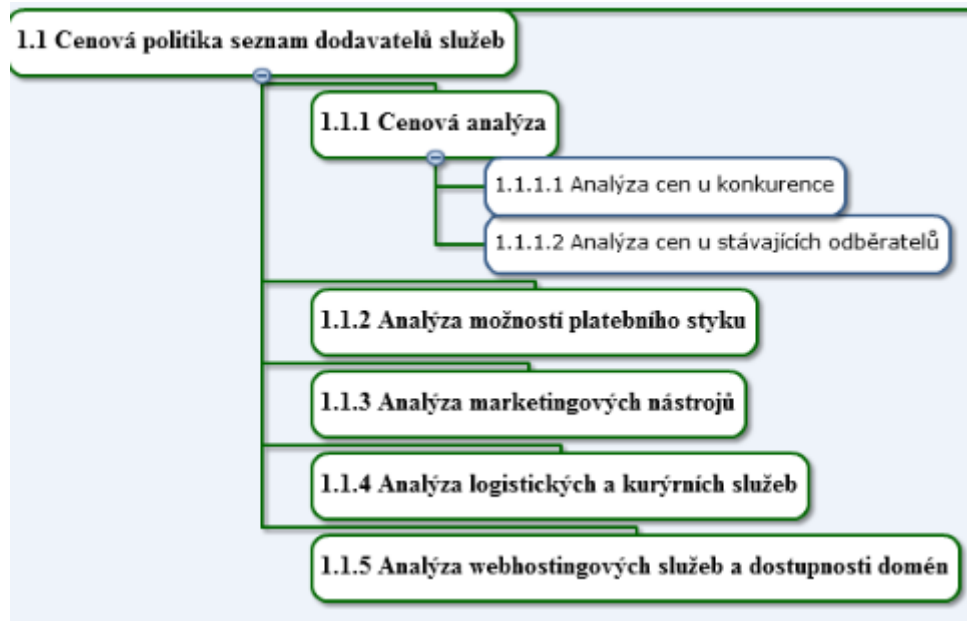 1.1 Cenová politika seznam dodavatelů služeb
1.1.1 Cenová analýza
1.1.1.1 Analýza cen u konkurence
1.1.1.2 Analýza cen u stávajících odběratelů
1.1.2 Analýza možností platebního styku
1.1.3 Analýza marketingových nástrojů
1.1.4 Analýza logistických a kurýrních služeb
1.1.5 Analýza webhostingových služeb a dostupnosti domén